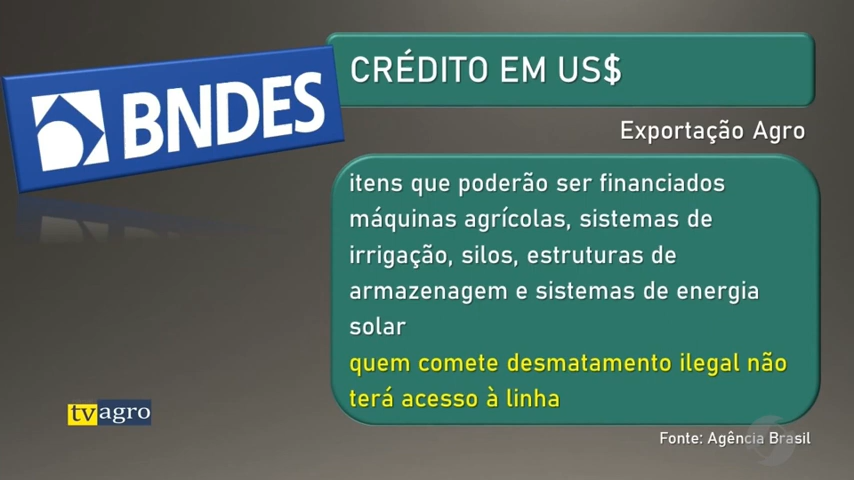 BNDES
CRÉDITO EM US$
Exportação Agro
itens que poderão ser financiados
máquinas agrícolas, sistemas de
irrigação, silos, estruturas de
armazenagem e sistemas de energia
solar
quem comete desmatamento ilegal não
terá acesso à linha
tvagro
Fonte: Agência Brasil